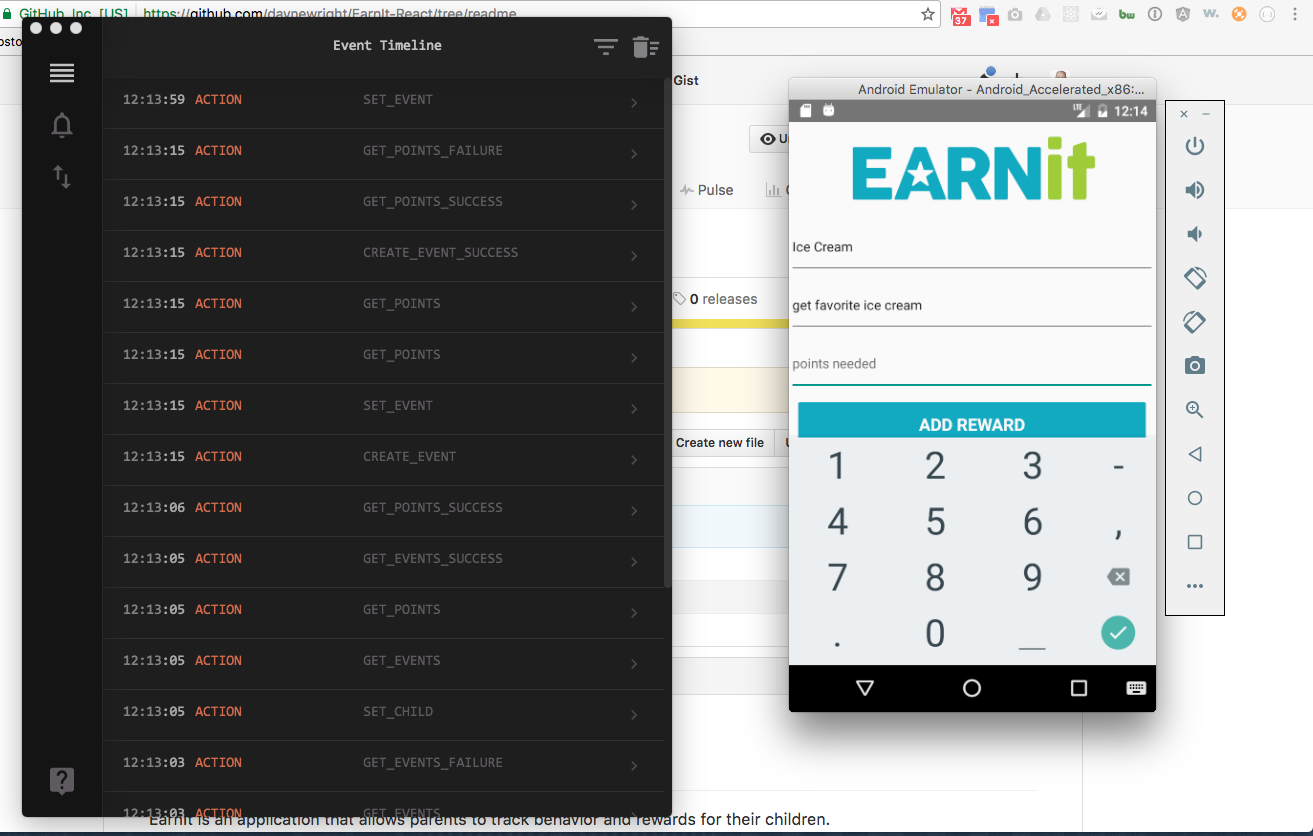 GitHub, Inc. [US] https://github.com/daynewright/EarnIt-React/tree/readme
37
bw
W.
Event Timeline
12:13:59 ACTION SET_EVENT
12:13:15 ACTION GET_POINTS_FAILURE
12:13:15 ACTION GET_POINTS_SUCCESS
12:13:15 ACTION CREATE_EVENT_SUCCESS
12:13:15 ACTION GET_POINTS
12:13:15 ACTION GET_POINTS
12:13:15 ACTION SET_EVENT
12:13:15 ACTION CREATE_EVENT
12:13:06 ACTION GET_POINTS_SUCCESS
12:13:05 ACTION GET_EVENTS_SUCCESS
12:13:05 ACTION GET_POINTS
12:13:05 ACTION GET_EVENTS
12:13:05 ACTION SET_CHILD
12:13:03 ACTION GET_EVENTS_FAILURE
12:13:03 ACTION GET_EVENTS
?
Gist
Pulse
0 releases
Create new file
EarnIt is an application that allows parents to track behavior and rewards for their children.
Android Emulator - Android_Accelerated_x86:...
LTE 12:14
EARNit
Ice Cream
get favorite ice cream
points needed
ADD REWARD
1 2 3 -
4 5 6 ,
7 8 9
. 0 _